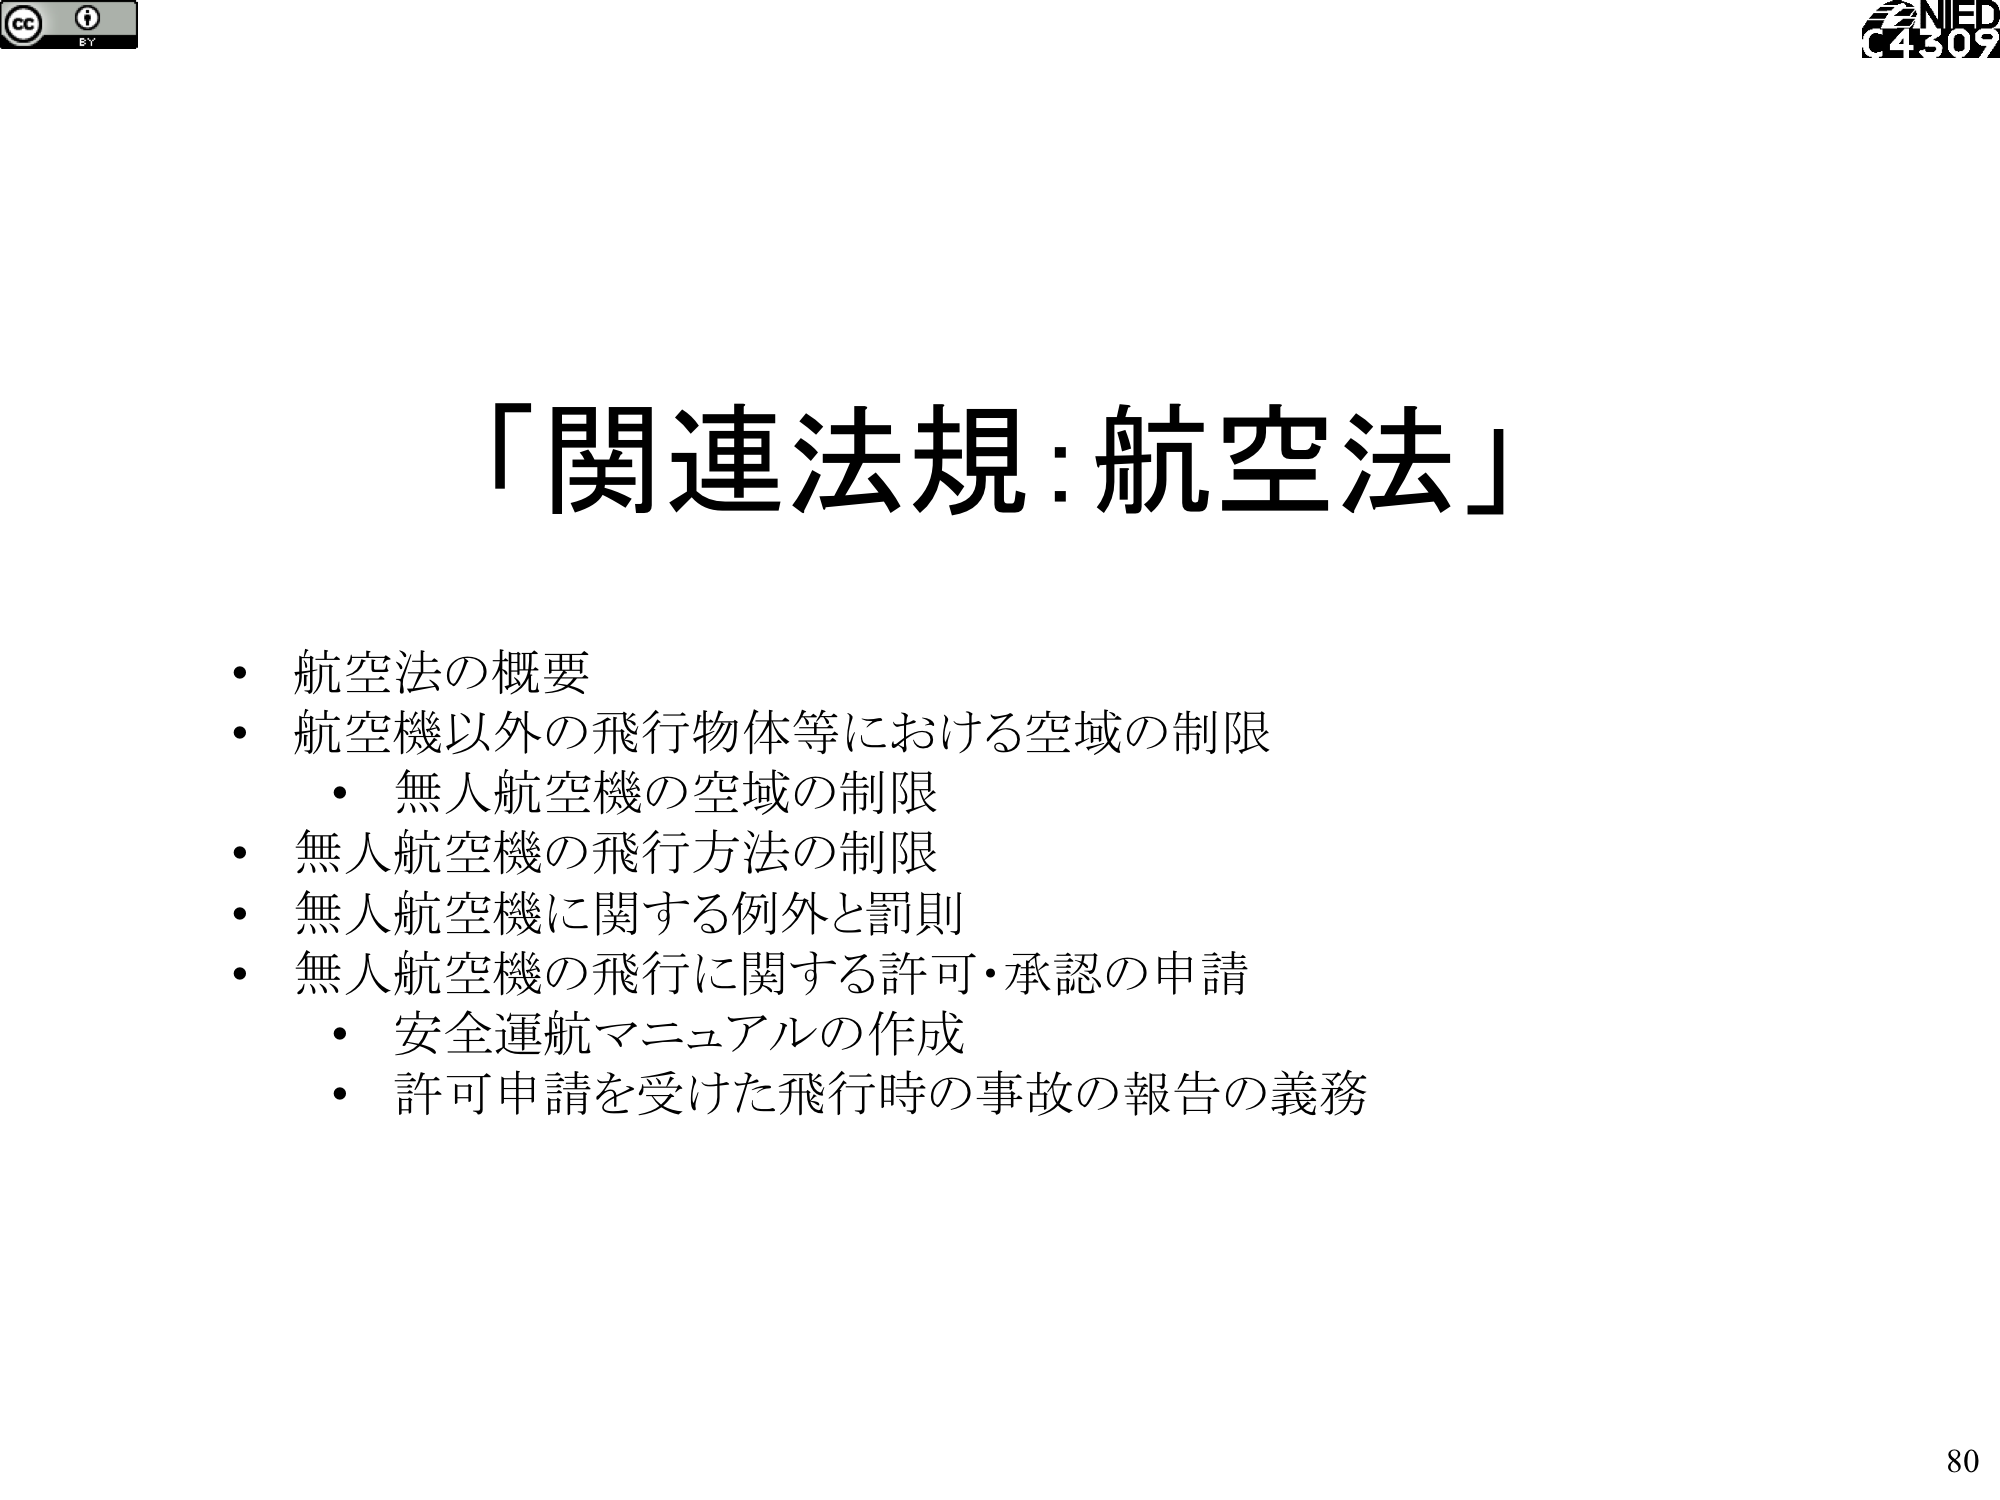 cc
BY
NIED
C4309
「関連法規：航空法」
• 航空法の概要
• 航空機以外の飛行物体等における空域の制限
• 無人航空機の空域の制限
• 無人航空機の飛行方法の制限
• 無人航空機に関する例外と罰則
• 無人航空機の飛行に関する許可・承認の申請
• 安全運航マニュアルの作成
• 許可申請を受けた飛行時の事故の報告の義務
80